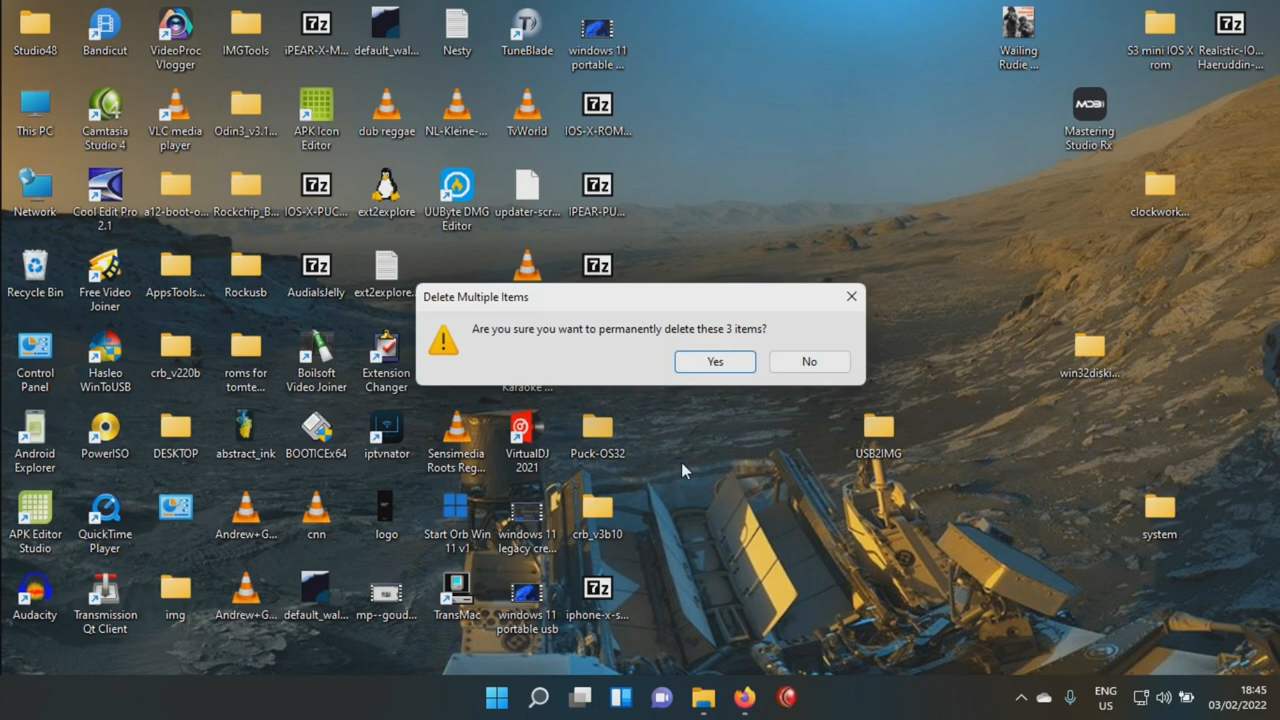 Studio48
Bandicut
VideoProc
Vlogger
IMGTools
iPEAR-X-M...
default_wal...
Nesty
TuneBlade
windows 11
portable ...
Wailing
Rudie ...
S3 mini IOS X
rom
Realistic-IO...
Haeruddin-...
This PC
Camtasia
Studio 4
VLC media
player
Odin3_v3.1...
APK Icon
Editor
dub reggae
NL-Kleine-...
TvWorld
IOS-X-ROM...
MDB
Mastering
Studio Rx
Network
Cool Edit Pro
2.1
a12-boot-o...
Rockchip_B...
IOS-X-PUC...
ext2explore
UUByte DMG
Editor
updater-scr...
IPEAR-PU...
clockwork...
Recycle Bin
Free Video
Joiner
AppsTools...
Rockusb
AudialsJelly
ext2explore...
Delete Multiple Items
Are you sure you want to permanently delete these 3 items?
Yes
No
Control
Panel
Hasleo
WinToUSB
crb_v220b
roms for
tomte...
Boilsoft
Video Joiner
Extension
Changer
Karaoke ...
win32diski...
Android
Explorer
PowerISO
DESKTOP
abstract_ink
BOOTICEx64
iptvnator
Sensimedia
Roots Reg...
VirtualDJ
2021
Puck-OS32
USB2IMG
APK Editor
Studio
QuickTime
Player
Andrew+G...
cnn
logo
Start Orb Win
11 v1
windows 11
legacy cre...
crb_v3b10
system
Audacity
Transmission
Qt Client
img
Andrew+G...
default_wal...
mp--goud...
TransMac
windows 11
portable usb
iphone-x-s...
ENG
US
18:45
03/02/2022